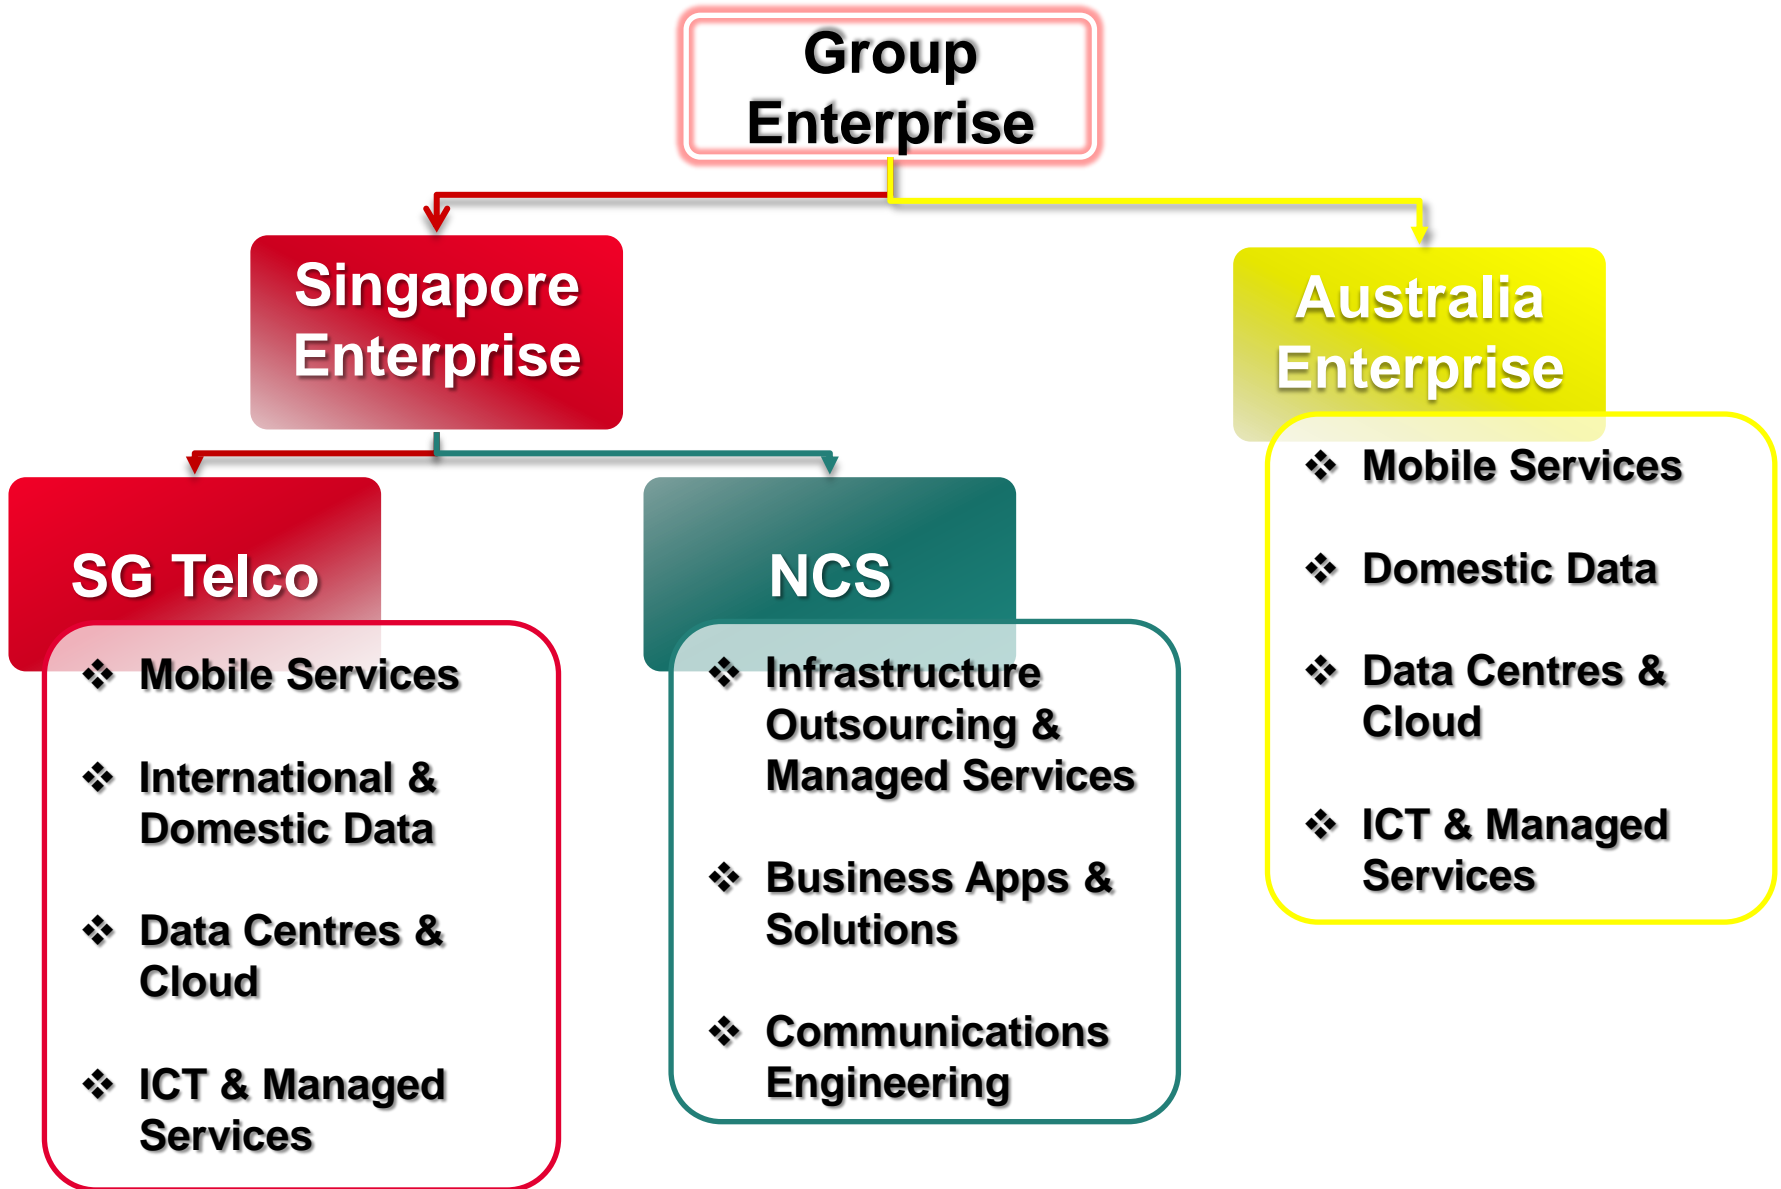 Group
Enterprise
Singapore
Enterprise
Australia
Enterprise
SG Telco
❖ Mobile Services
❖ International &
Domestic Data
❖ Data Centres &
Cloud
❖ ICT & Managed
Services
NCS
❖ Infrastructure
Outsourcing &
Managed Services
❖ Business Apps &
Solutions
❖ Communications
Engineering
❖ Mobile Services
❖ Domestic Data
❖ Data Centres &
Cloud
❖ ICT & Managed
Services